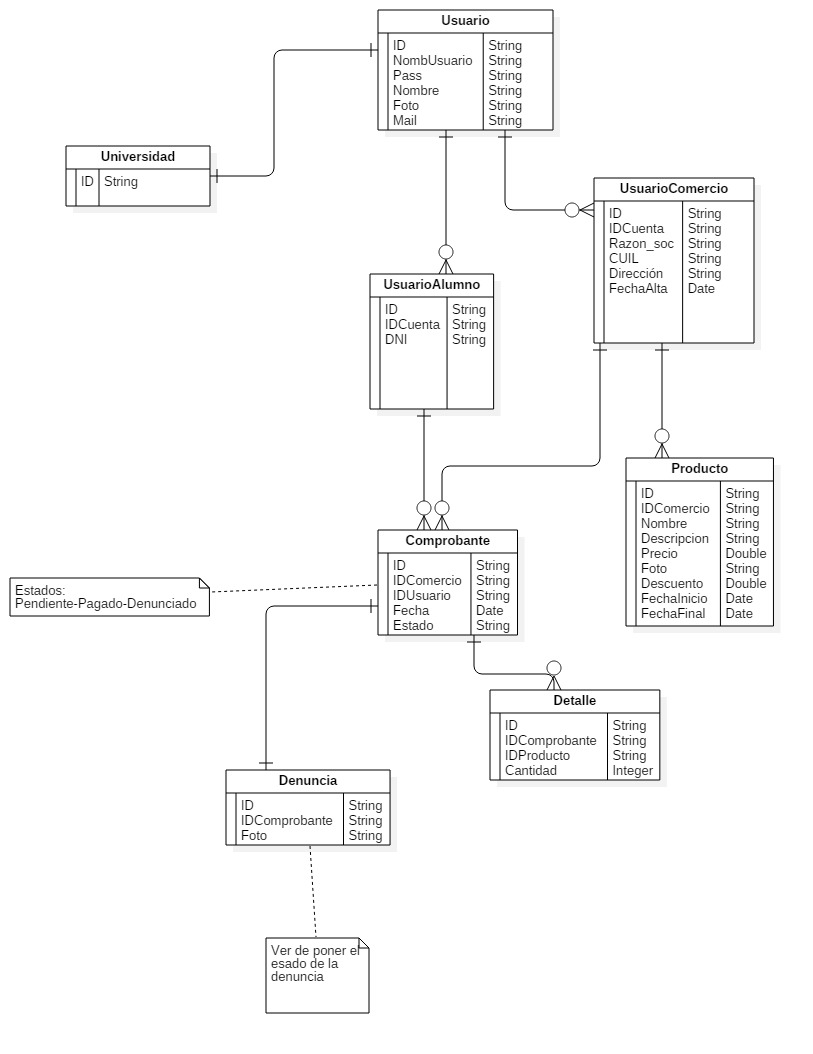 Usuario
ID String
NombUsuario String
Pass String
Nombre String
Foto String
Mail String
Universidad
ID String
UsuarioComercio
ID String
IDCuenta String
Razon_soc String
CUIL String
Dirección String
FechaAlta Date
UsuarioAlumno
ID String
IDCuenta String
DNI String
Producto
ID String
IDComercio String
Nombre String
Descripcion String
Precio Double
Foto String
Descuento Double
FechaInicio Date
FechaFinal Date
Comprobante
ID String
IDComercio String
IDUsuario String
Fecha Date
Estado String
Estados:
Pendiente-Pagado-Denunciado
Detalle
ID String
IDComprobante String
IDProducto String
Cantidad Integer
Denuncia
ID String
IDComprobante String
Foto String
Ver de poner el
esado de la
denuncia